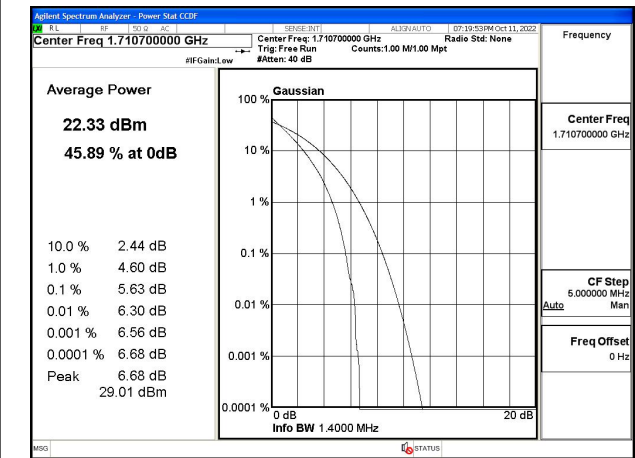 Agilent Spectrum Analyzer - Power Stat CCDF
RL RF 50 Ω AC SENSE:INT ALIGN AUTO 07:19:53PM Oct 11, 2022
Center Freq 1.710700000 GHz
Center Freq: 1.710700000 GHz Radio Std: None
Trig: Free Run Counts:1.00 M/1.00 Mpt
#IFGain:Low #Atten: 40 dB
Frequency
Average Power
22.33 dBm
45.89 % at 0dB
10.0 % 2.44 dB
1.0 % 4.60 dB
0.1 % 5.63 dB
0.01 % 6.30 dB
0.001 % 6.56 dB
0.0001 % 6.68 dB
Peak 6.68 dB
29.01 dBm
Gaussian
100 %
10 %
1 %
0.1 %
0.01 %
0.001 %
0.0001 %
0 dB 20 dB
Info BW 1.4000 MHz
Center Freq
1.710700000 GHz
CF Step
5.000000 MHz
Auto Man
Freq Offset
0 Hz
MSG STATUS